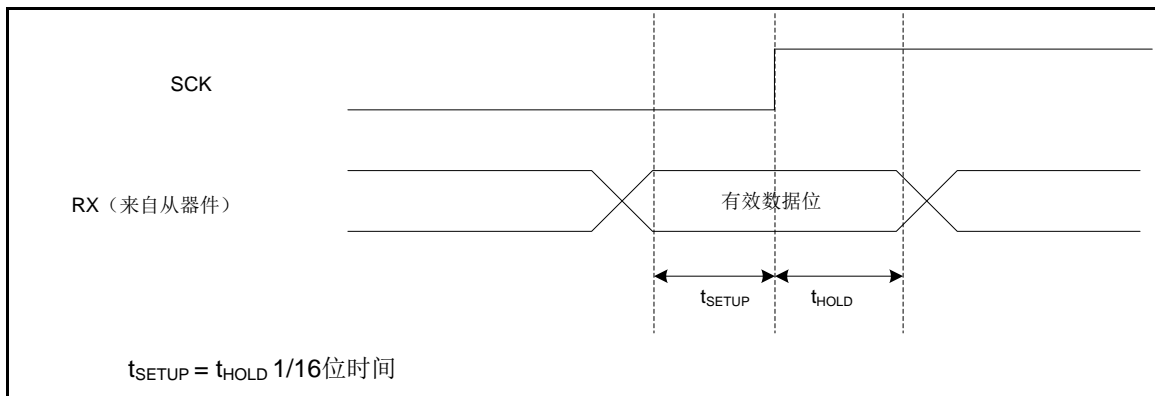 SCK
RX（来自从器件）
有效数据位
tSETUP
tHOLD
tSETUP = tHOLD 1/16位时间